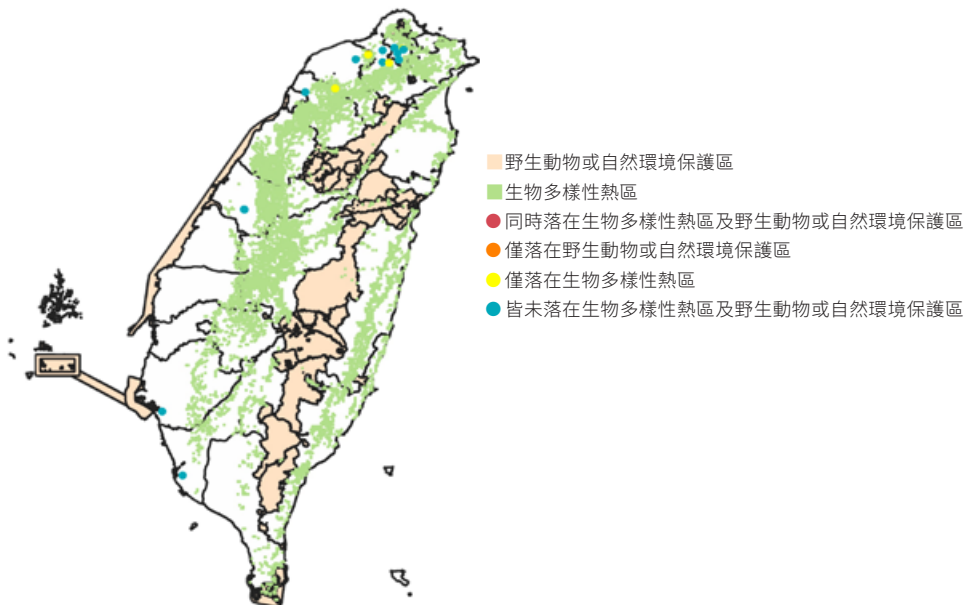 野生動物或自然環境保護區
生物多樣性熱區
同時落在生物多樣性熱區及野生動物或自然環境保護區
僅落在野生動物或自然環境保護區
僅落在生物多樣性熱區
皆未落在生物多樣性熱區及野生動物或自然環境保護區